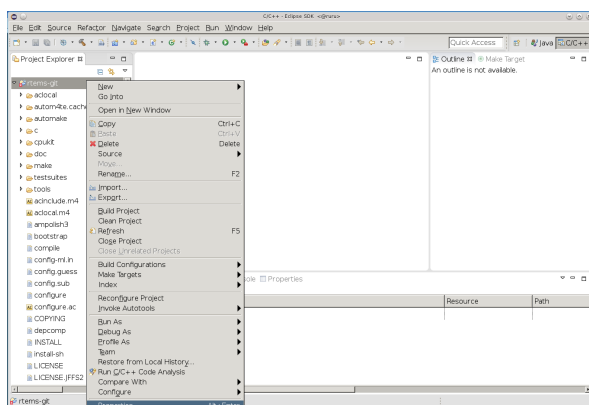 C/C++ - Eclipse SDK <@ruru>
File Edit Source Refactor Navigate Search Project Run Window Help
Quick Access
Java
C/C++
Project Explorer
Outline
Make Target
An outline is not available.
rtems-git
aclocal
autom4te.cache
automake
c
cpukit
doc
make
testsuites
tools
acinclude.m4
aclocal.m4
ampolish3
bootstrap
compile
config-ml.in
config.guess
config.sub
configure
configure.ac
COPYING
depcomp
INSTALL
install-sh
LICENSE
LICENSE.JFFS2
New
Go Into
Open in New Window
Copy Ctrl+C
Paste Ctrl+V
Delete Delete
Source
Move...
Rename... F2
Import...
Export...
Build Project
Clean Project
Refresh F5
Close Project
Close Unrelated Projects
Build Configurations
Make Targets
Index
Reconfigure Project
Invoke Autotools
Run As
Debug As
Profile As
Team
Restore from Local History...
Run C/C++ Code Analysis
Compare With
Configure
Properties Alt+Enter
Properties
Resource Path
rtems-git